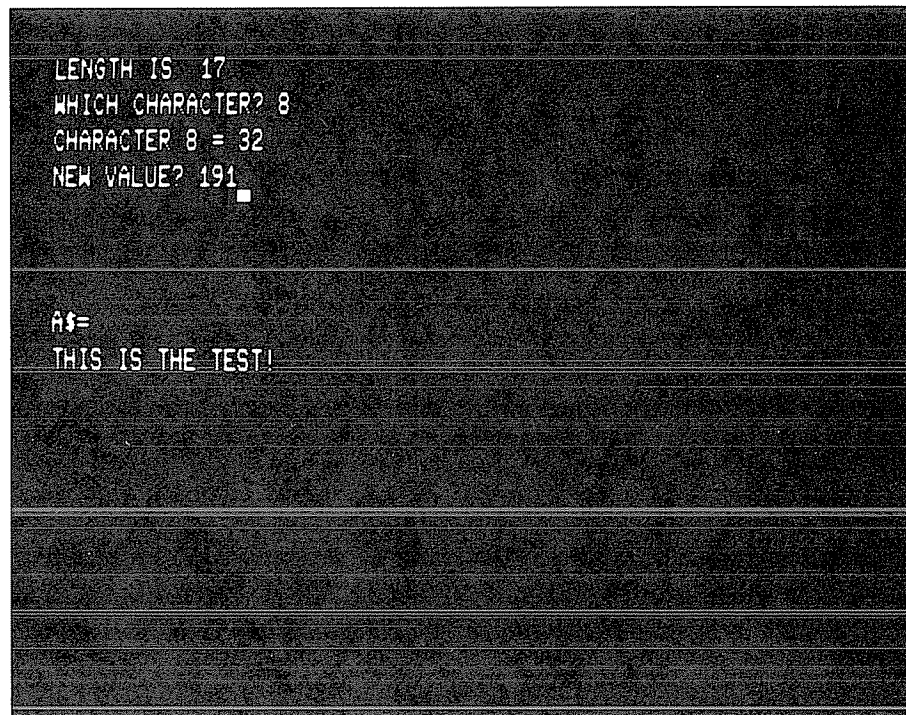 LENGTH IS  17
WHICH CHARACTER? 8
CHARACTER 8 = 32
NEW VALUE? 191
A$=
THIS IS THE TEST!